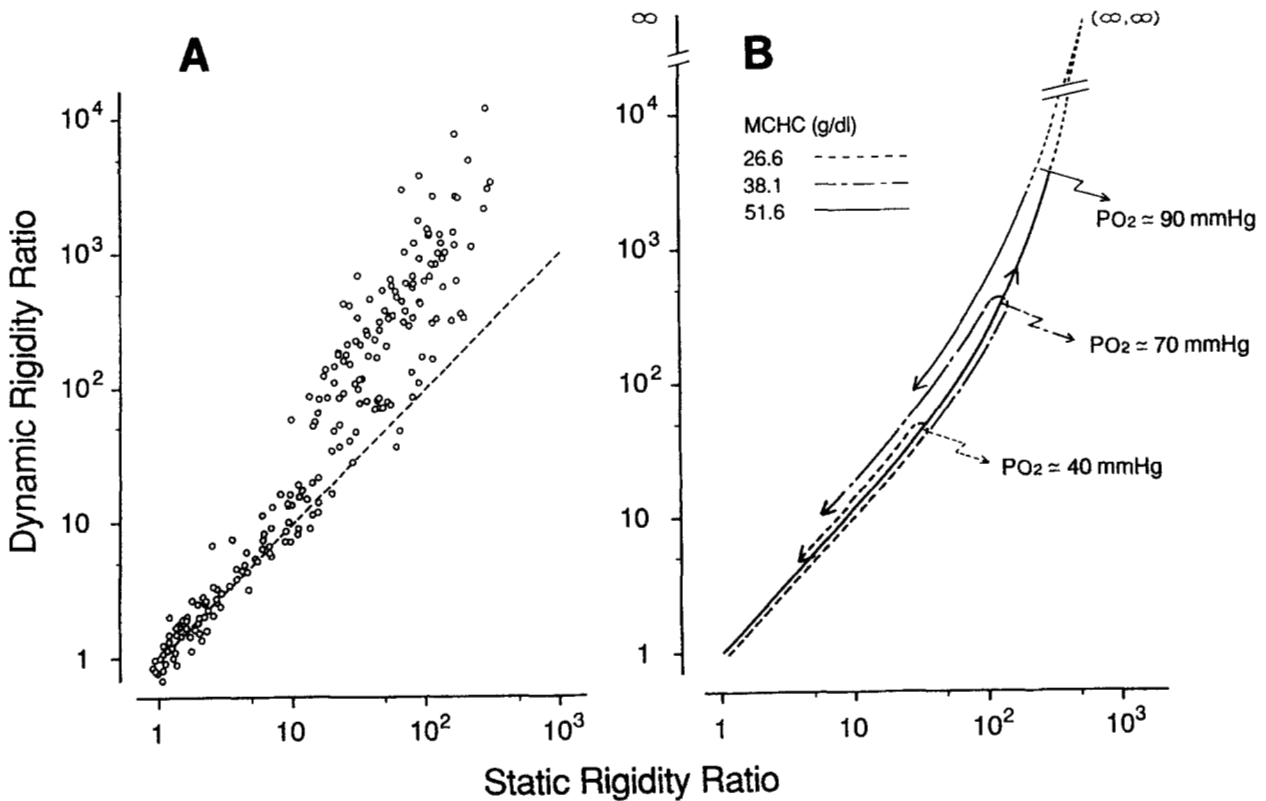 A
Dynamic Rigidity Ratio
10⁴
10³
10²
10
1
1 10 10² 10³
B
∞
(∞,∞)
10⁴
10³
10²
10
1
MCHC (g/dl)
26.6
38.1
51.6
PO₂ ≃ 90 mmHg
PO₂ ≃ 70 mmHg
PO₂ ≃ 40 mmHg
1 10 10² 10³
Static Rigidity Ratio